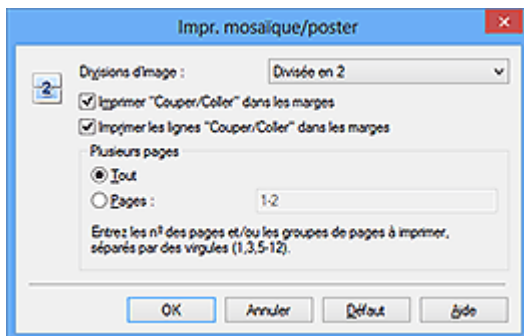 Impr. mosaïque/poster
Divisions d'image :
Divisée en 2
2
Imprimer "Couper/Coller" dans les marges
Imprimer les lignes "Couper/Coller" dans les marges
Plusieurs pages
Tout
Pages :
1-2
Entrez les nº des pages et/ou les groupes de pages à imprimer,
séparés par des virgules (1,3,5-12).
OK
Annuler
Défaut
Aide